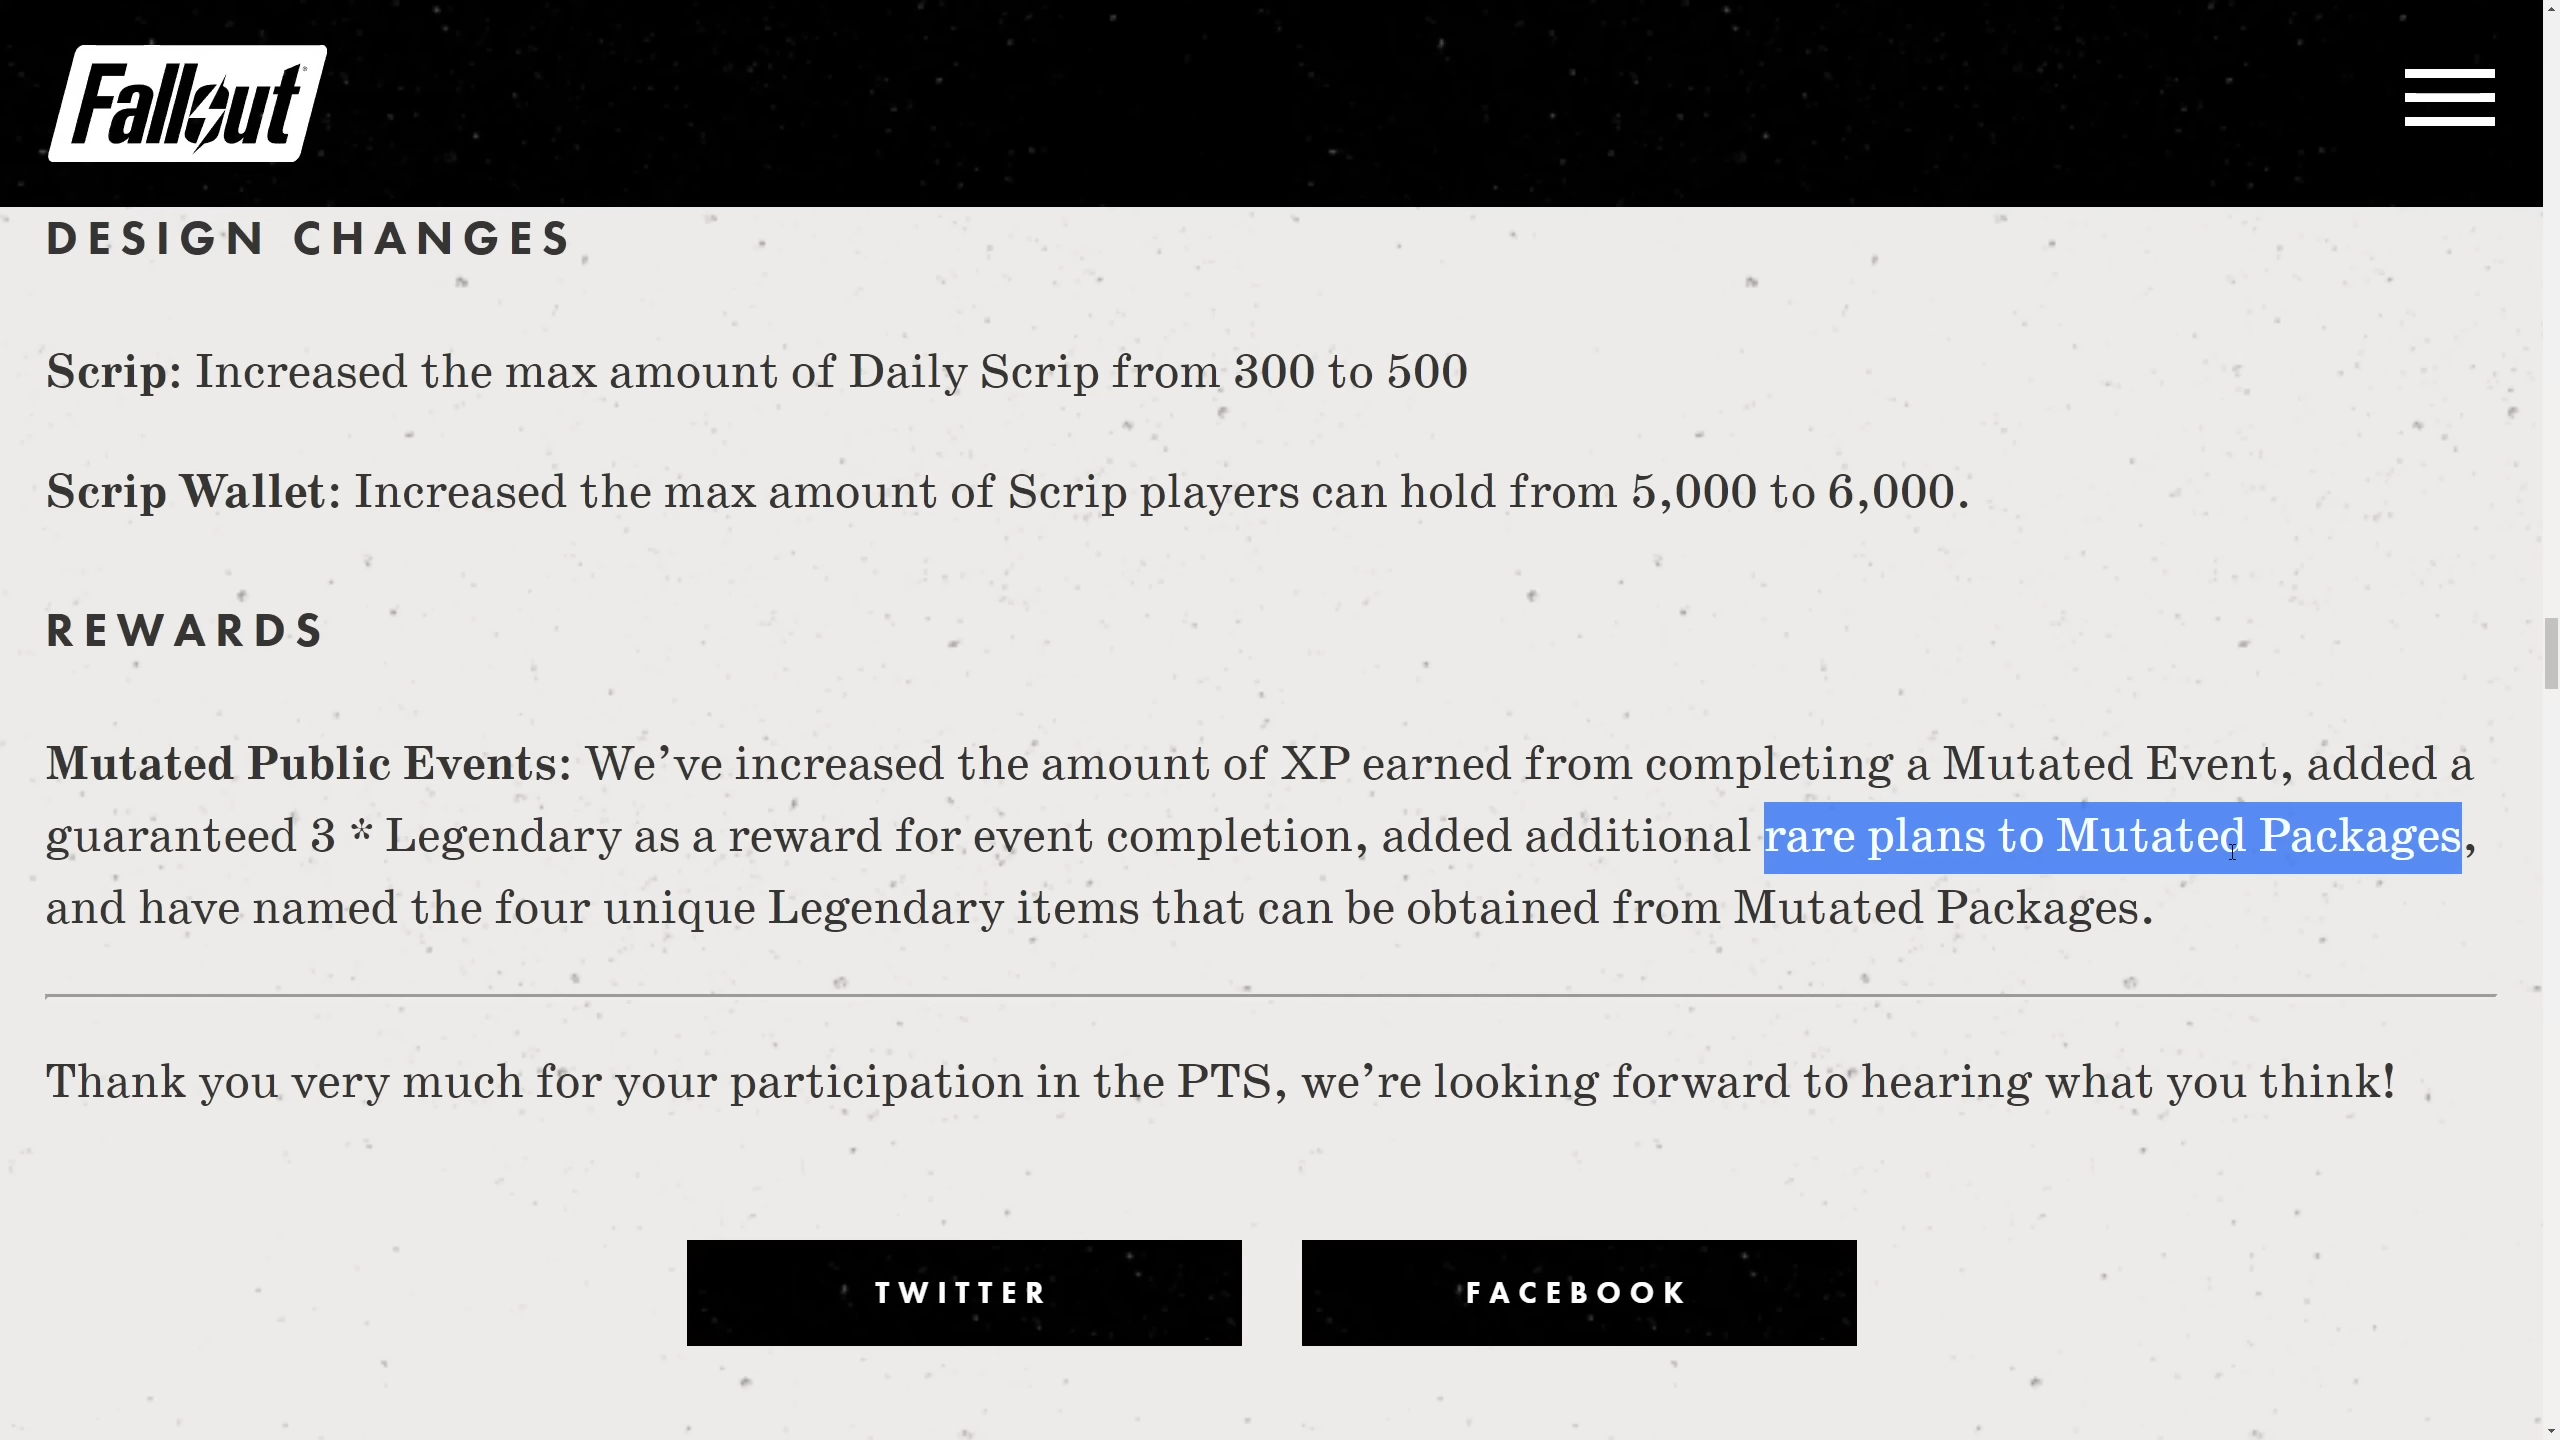 Fallout
DESIGN CHANGES
Scrip: Increased the max amount of Daily Scrip from 300 to 500
Scrip Wallet: Increased the max amount of Scrip players can hold from 5,000 to 6,000.
REWARDS
Mutated Public Events: We’ve increased the amount of XP earned from completing a Mutated Event, added a
guaranteed 3 * Legendary as a reward for event completion, added additional rare plans to Mutated Packages,
and have named the four unique Legendary items that can be obtained from Mutated Packages.
Thank you very much for your participation in the PTS, we’re looking forward to hearing what you think!
TWITTER
FACEBOOK